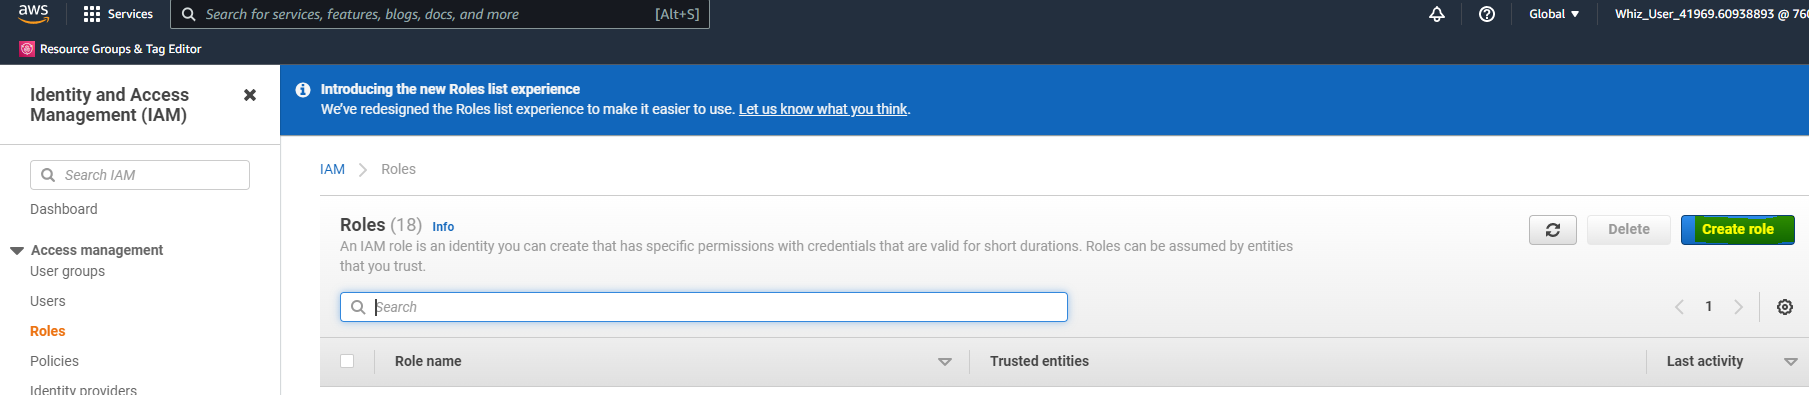 aws
Services
Search for services, features, blogs, docs, and more
[Alt+S]
Global
Whiz_User_41969.60938893 @ 760
Resource Groups & Tag Editor
Identity and Access
Management (IAM)
Introducing the new Roles list experience
We've redesigned the Roles list experience to make it easier to use. Let us know what you think.
Search IAM
Dashboard
Access management
User groups
Users
Roles
Policies
Identity providers
IAM
Roles
Roles (18) Info
An IAM role is an identity you can create that has specific permissions with credentials that are valid for short durations. Roles can be assumed by entities
that you trust.
Delete
Create role
Search
1
Role name
Trusted entities
Last activity